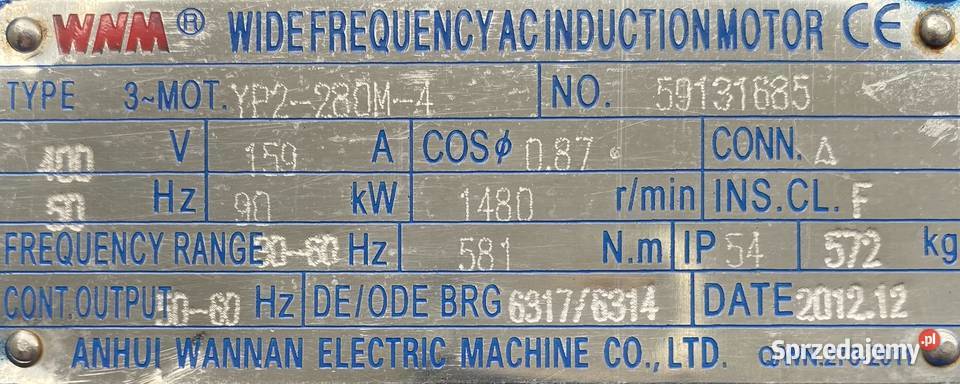 WNM ® WIDE FREQUENCY AC INDUCTION MOTOR CE
TYPE 3~MOT. YP2-280M-4 NO. 59131685
400 V 159 A COSφ 0.87 CONN. Δ
50 Hz 90 kW 1480 r/min INS.CL. F
FREQUENCY RANGE -60 Hz 581 N.m IP 54 572 kg
CONT.OUTPUT -60 Hz DE/ODE BRG 6317/6314 DATE 2012.12
ANHUI WANNAN ELECTRIC MACHINE CO., LTD.
Sprzedajemy.pl